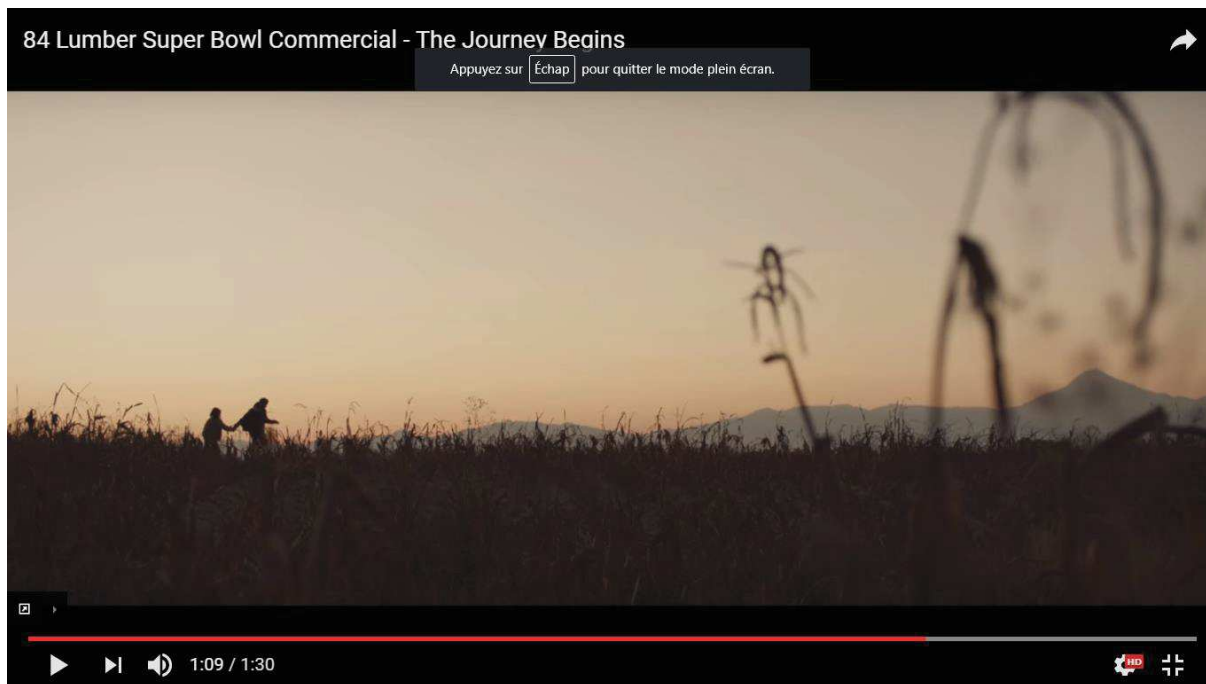 84 Lumber Super Bowl Commercial - The Journey Begins
Appuyez sur Échap pour quitter le mode plein écran.
1:09 / 1:30
HD